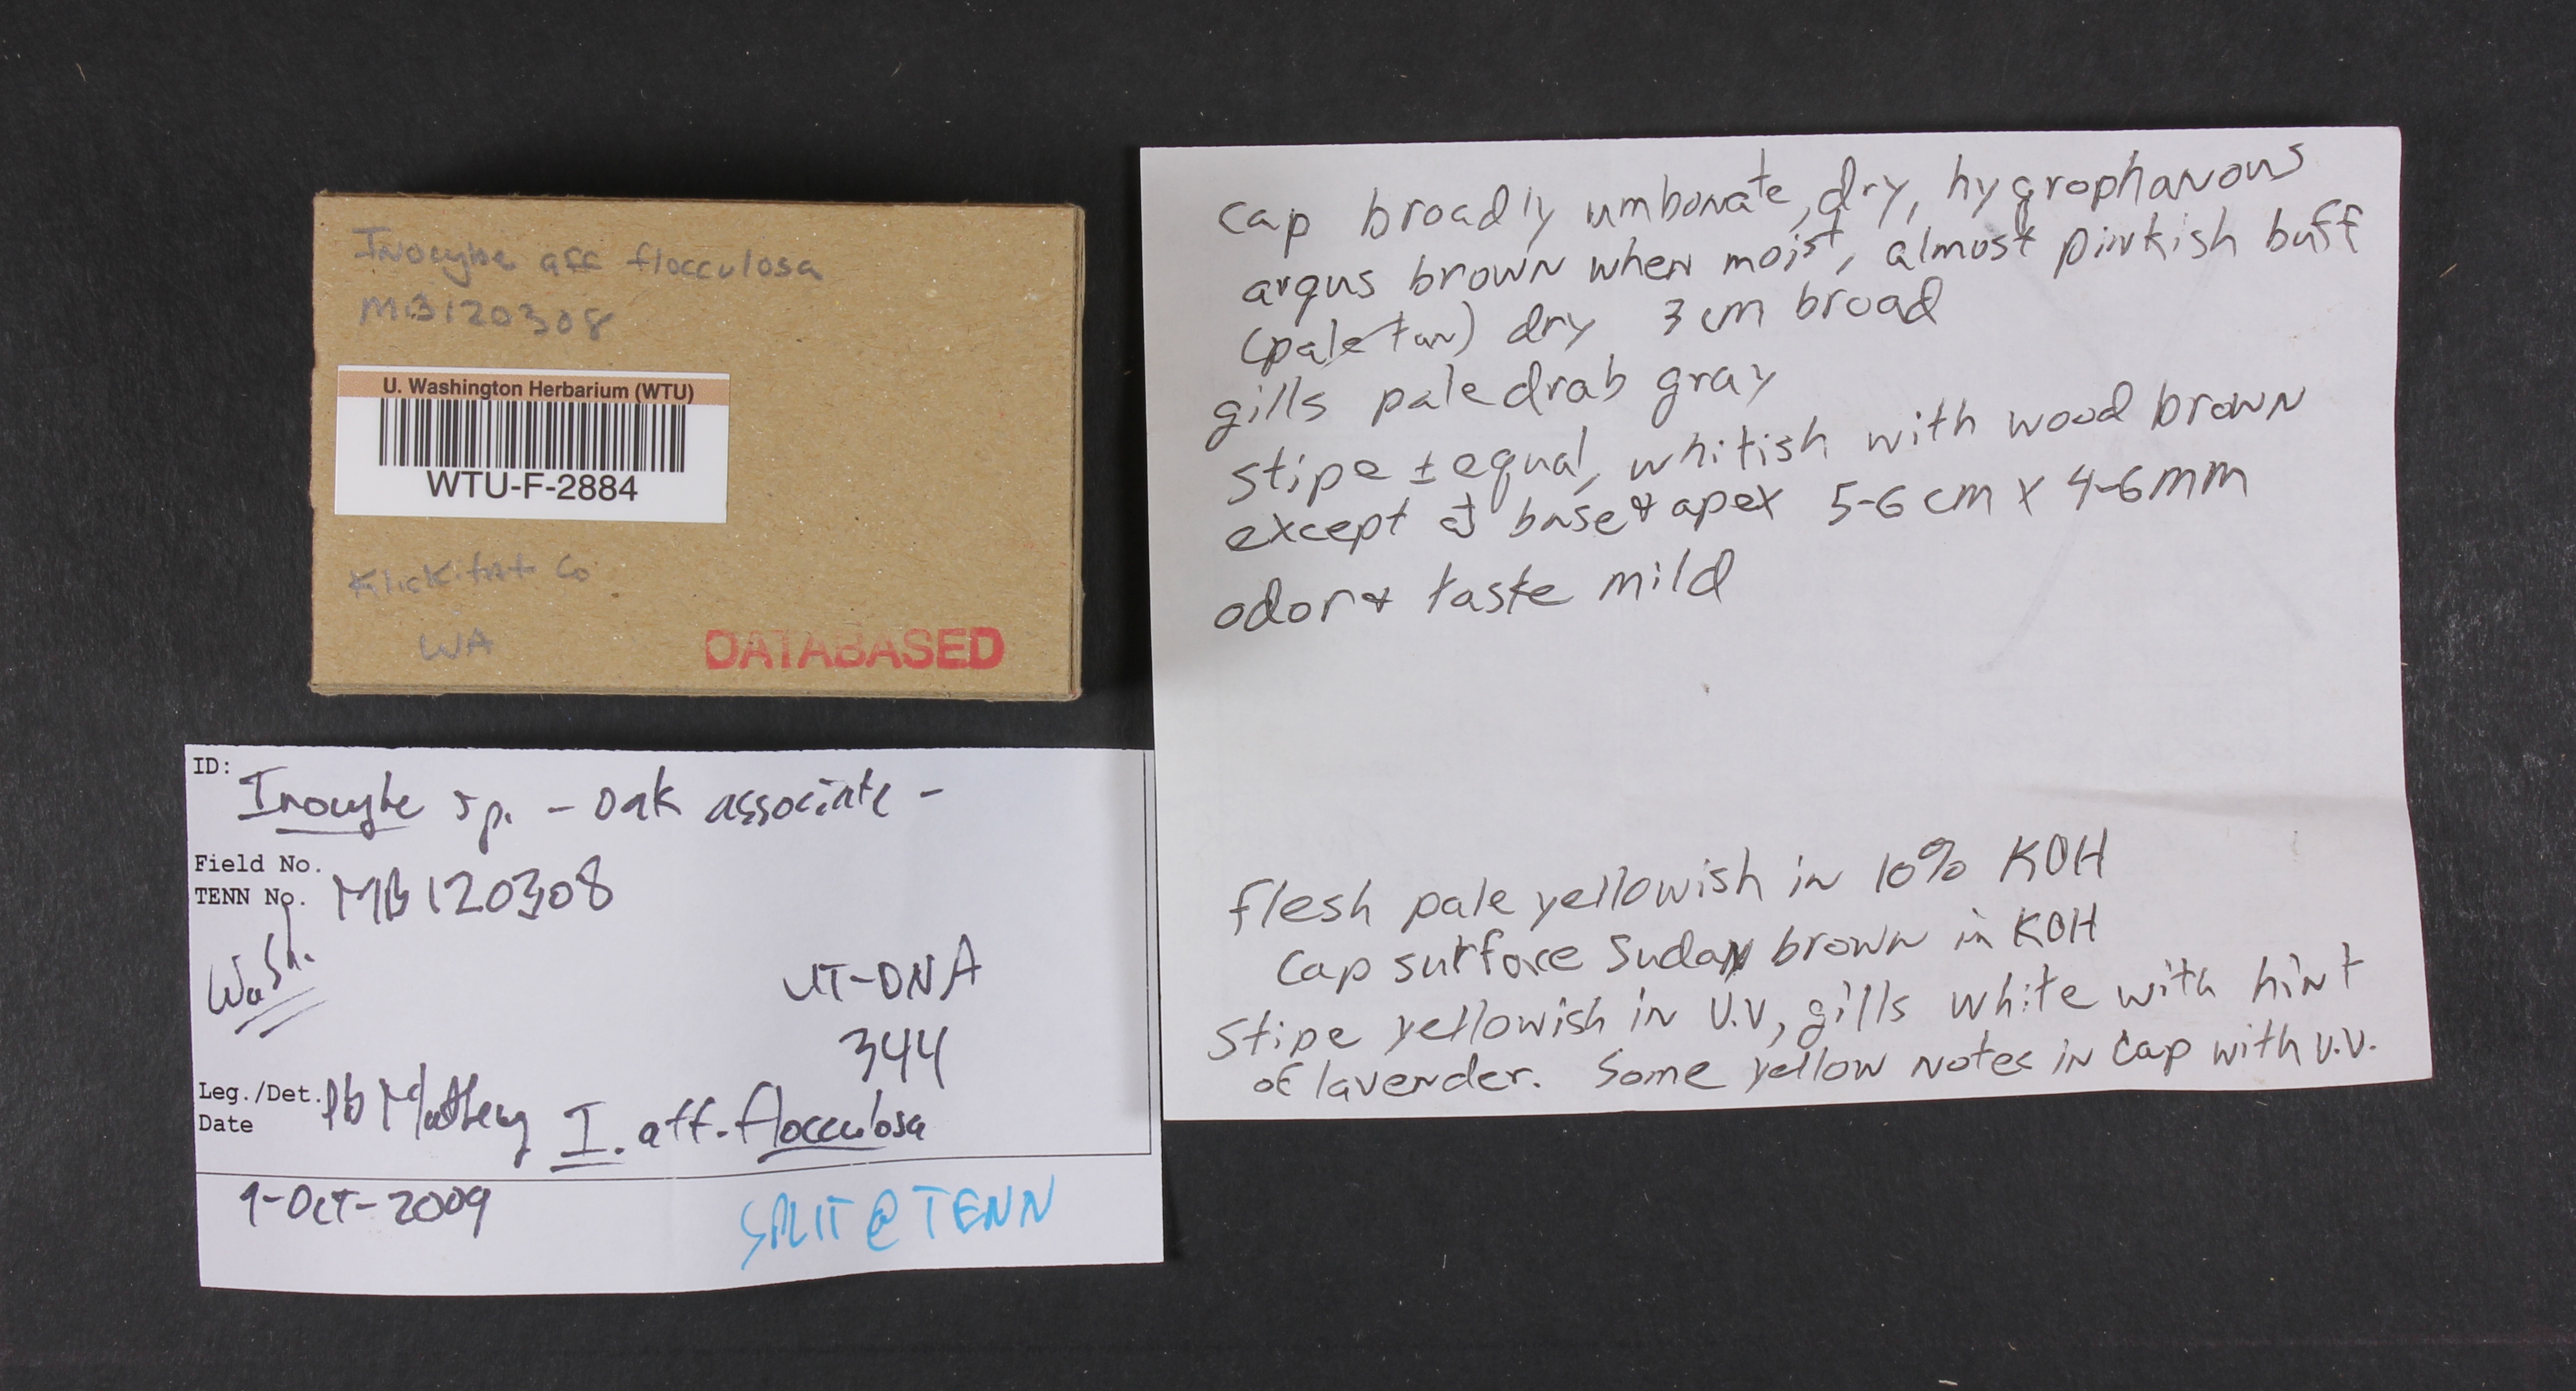 Inocybe aff flocculosa
MB120308
U. Washington Herbarium (WTU)
WTU-F-2884
Klickitat Co
WA
DATABASED
ID:
Inocybe sp. - Oak associate -
Field No.
TENN No. MB120308
Wash.
UT-DNA
344
Leg./Det. PB Matheny I. aff. flocculosa
Date
9-Oct-2009
SPLIT @ TENN
cap broadly umbonate, dry, hygrophanous
argus brown when moist, almost pinkish buff
(pale tan) dry 3 cm broad
gills pale drab gray
stipe ± equal, whitish with wood brown
except at base & apex 5-6 cm x 4-6mm
odor & taste mild
flesh pale yellowish in 10% KOH
cap surface Sudan brown in KOH
Stipe yellowish in U.V, gills white with hint
of lavender. Some yellow notes in cap with U.V.